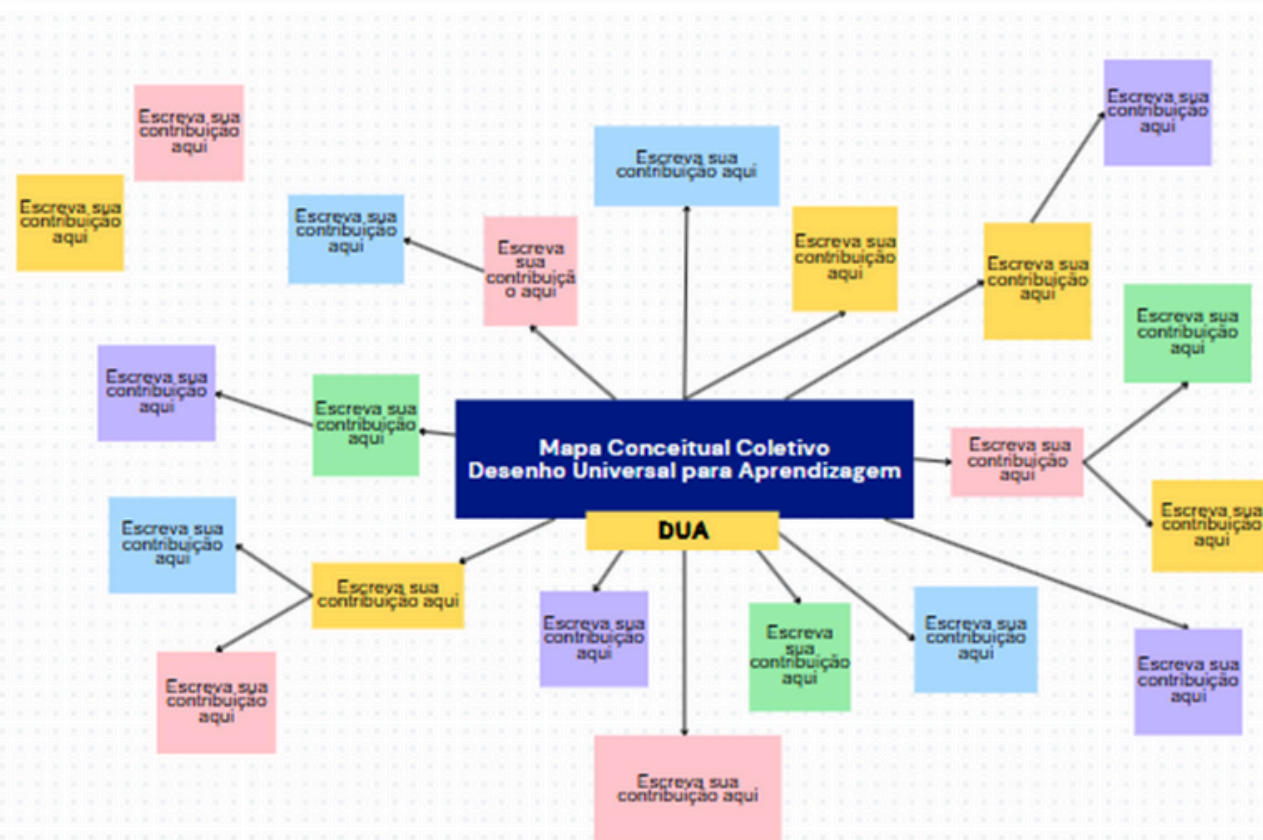 Escreva sua
contribuição
aqui
Escreva sua
contribuição
aqui
Escreva sua
contribuição aqui
Escreva sua
contribuição
aqui
Escreva sua
contribuição
aqui
Escreva
sua
contribuiçã
o aqui
Escreva sua
contribuição
aqui
Escreva sua
contribuição
aqui
Escreva sua
contribuição
aqui
Escreva sua
contribuição
aqui
Escreva sua
contribuição
aqui
Mapa Conceitual Coletivo
Desenho Universal para Aprendizagem
Escreva sua
contribuição
aqui
DUA
Escreva sua
contribuição
aqui
Escreva sua
contribuição
aqui
Escreva sua
contribuição aqui
Escreva sua
contribuição
aqui
Escreva
sua
contribuição
aqui
Escreva sua
contribuição
aqui
Escreva sua
contribuição
aqui
Escreva sua
contribuição
aqui
Escreva sua
contribuição aqui